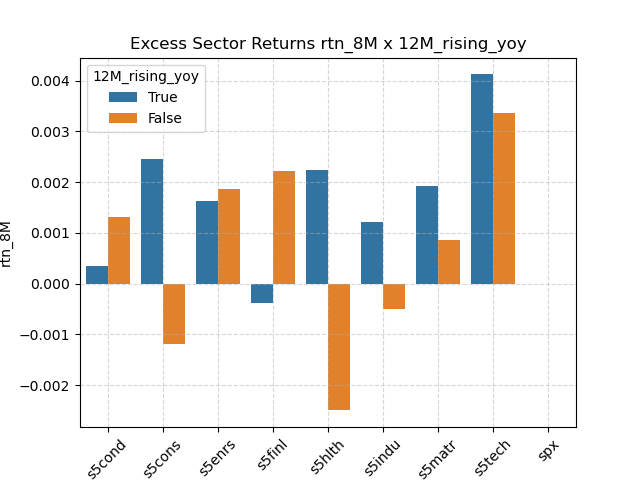 Excess Sector Returns rtn_8M x 12M_rising_yoy
12M_rising_yoy
True
False
0.004
0.003
0.002
0.001
0.000
−0.001
−0.002
rtn_8M
s5cond
s5cons
s5enrs
s5finl
s5hlth
s5indu
s5matr
s5tech
spx